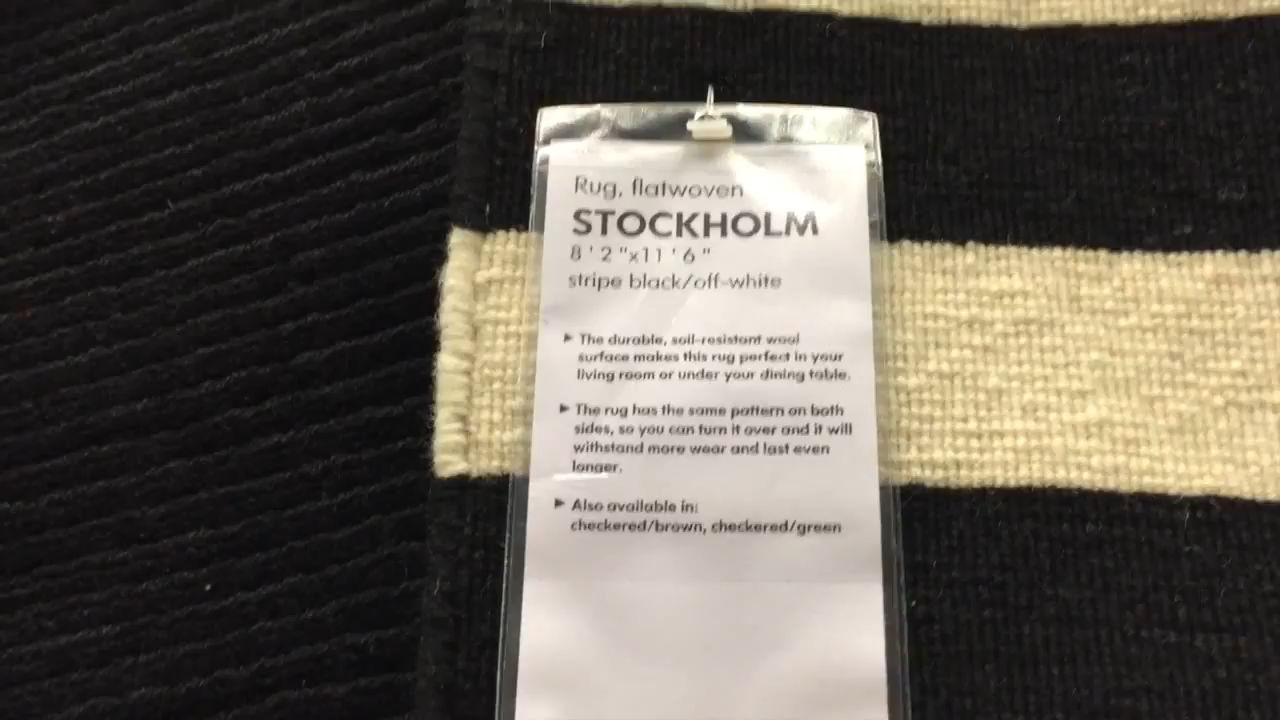 Rug, flatwoven
STOCKHOLM
8'2"x11'6"
stripe black/off-white
► The durable, soil-resistant wool
surface makes this rug perfect in your
living room or under your dining table.
► The rug has the same pattern on both
sides, so you can turn it over and it will
withstand more wear and last even
longer.
► Also available in:
checkered/brown, checkered/green